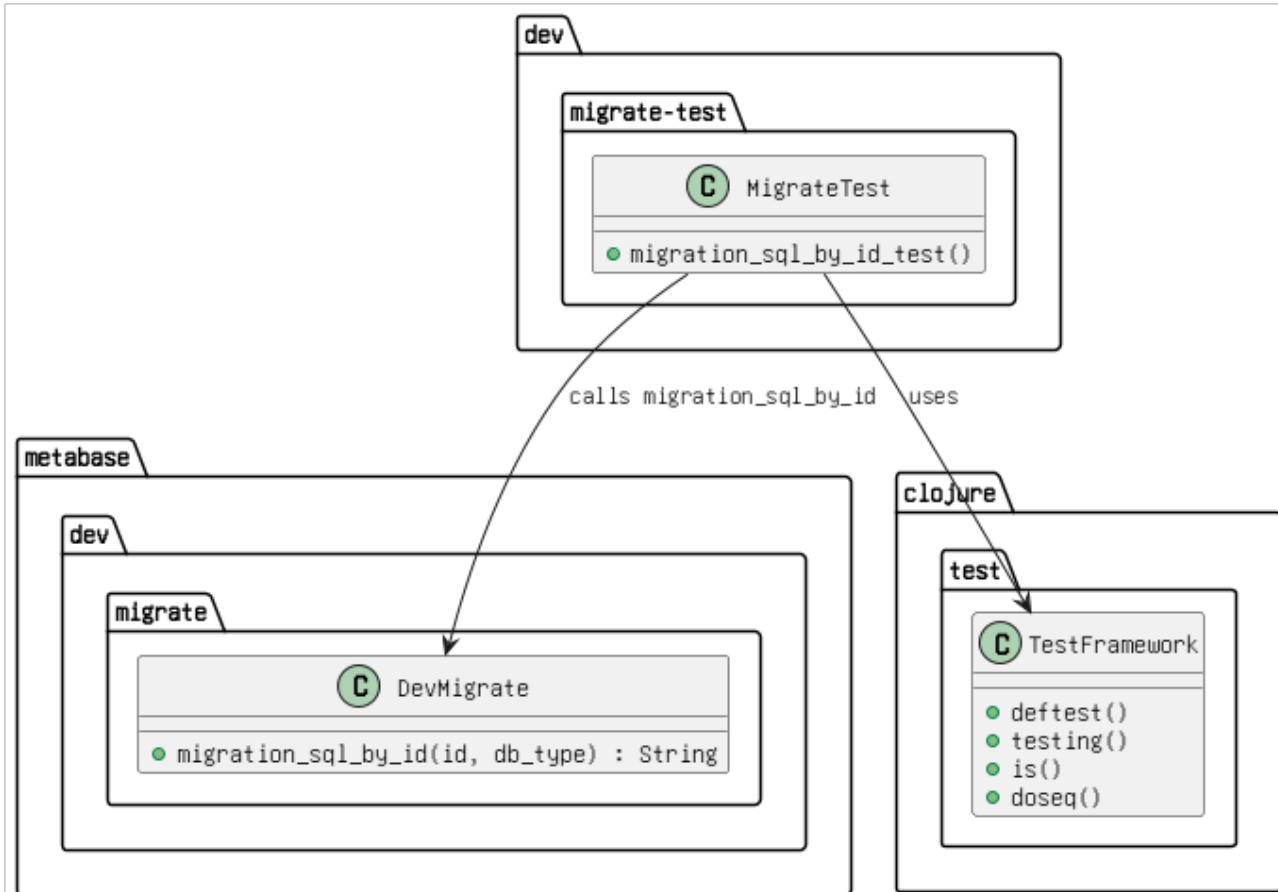 dev
migrate-test
C MigrateTest
migration_sql_by_id_test()
calls migration_sql_by_id uses
metabase
dev
migrate
C DevMigrate
migration_sql_by_id(id, db_type) : String
clojure
test
C TestFramework
deftest()
testing()
is()
doseq()